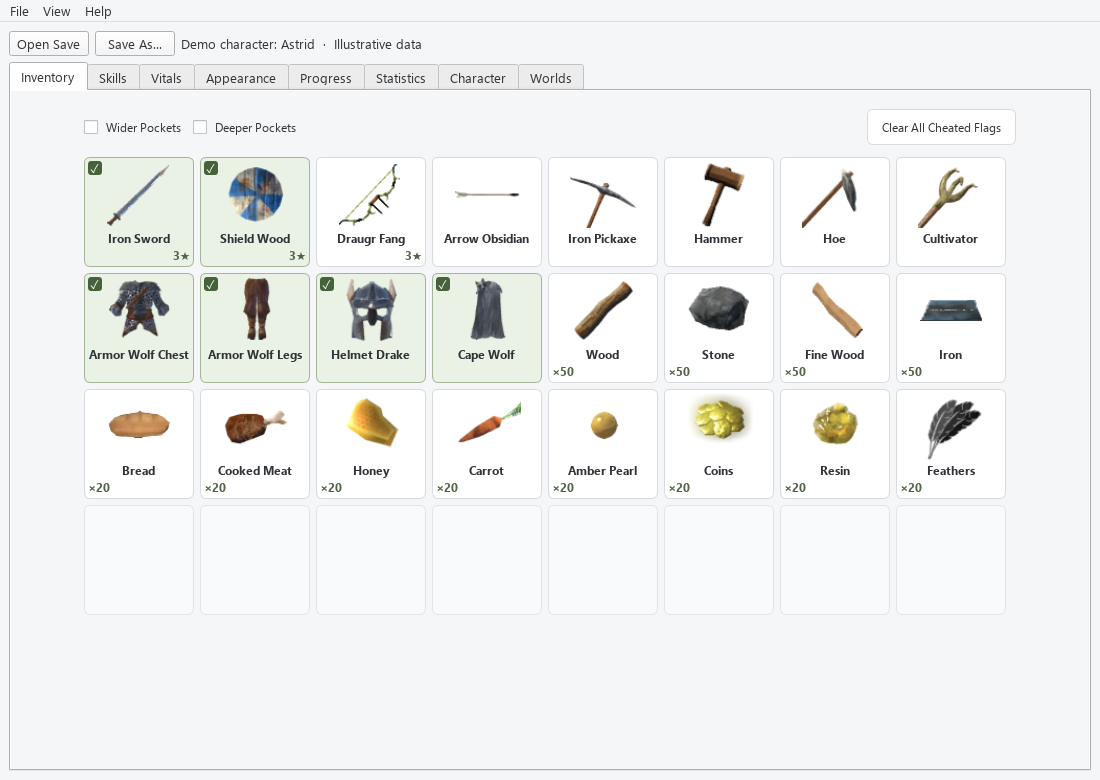 File View Help
Open Save Save As... Demo character: Astrid · Illustrative data
Inventory Skills Vitals Appearance Progress Statistics Character Worlds
Wider Pockets Deeper Pockets Clear All Cheated Flags
Iron Sword Shield Wood Draugr Fang Arrow Obsidian Iron Pickaxe Hammer Hoe Cultivator
3★ 3★ 3★
Armor Wolf Chest Armor Wolf Legs Helmet Drake Cape Wolf Wood Stone Fine Wood Iron
×50 ×50 ×50 ×50
Bread Cooked Meat Honey Carrot Amber Pearl Coins Resin Feathers
×20 ×20 ×20 ×20 ×20 ×20 ×20 ×20